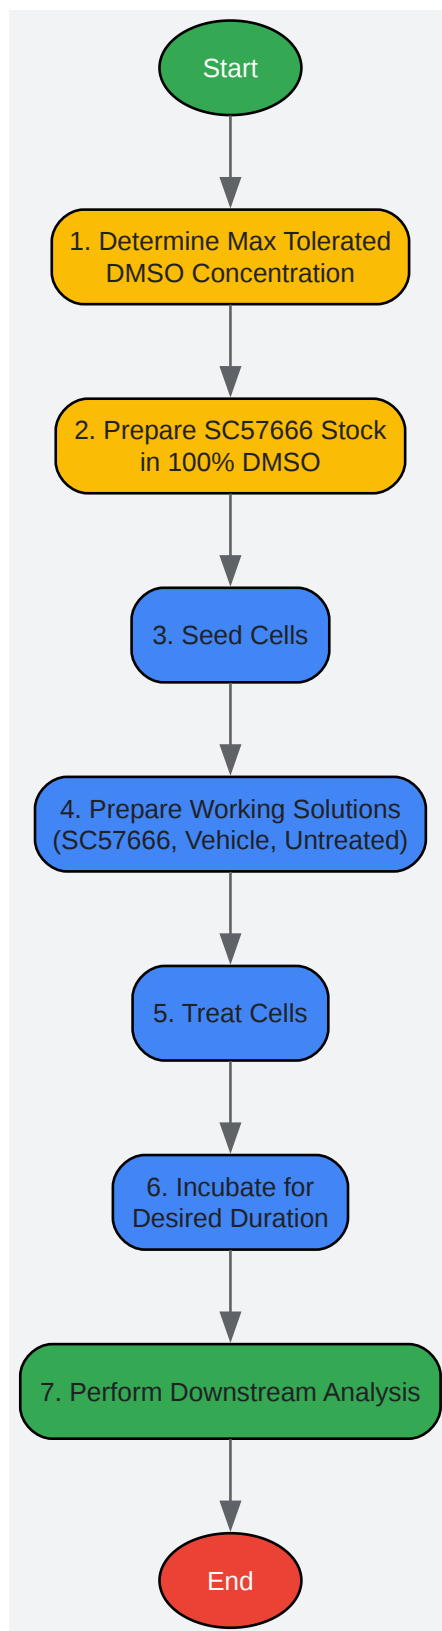 Start
1. Determine Max Tolerated
DMSO Concentration
2. Prepare SC57666 Stock
in 100% DMSO
3. Seed Cells
4. Prepare Working Solutions
(SC57666, Vehicle, Untreated)
5. Treat Cells
6. Incubate for
Desired Duration
7. Perform Downstream Analysis
End